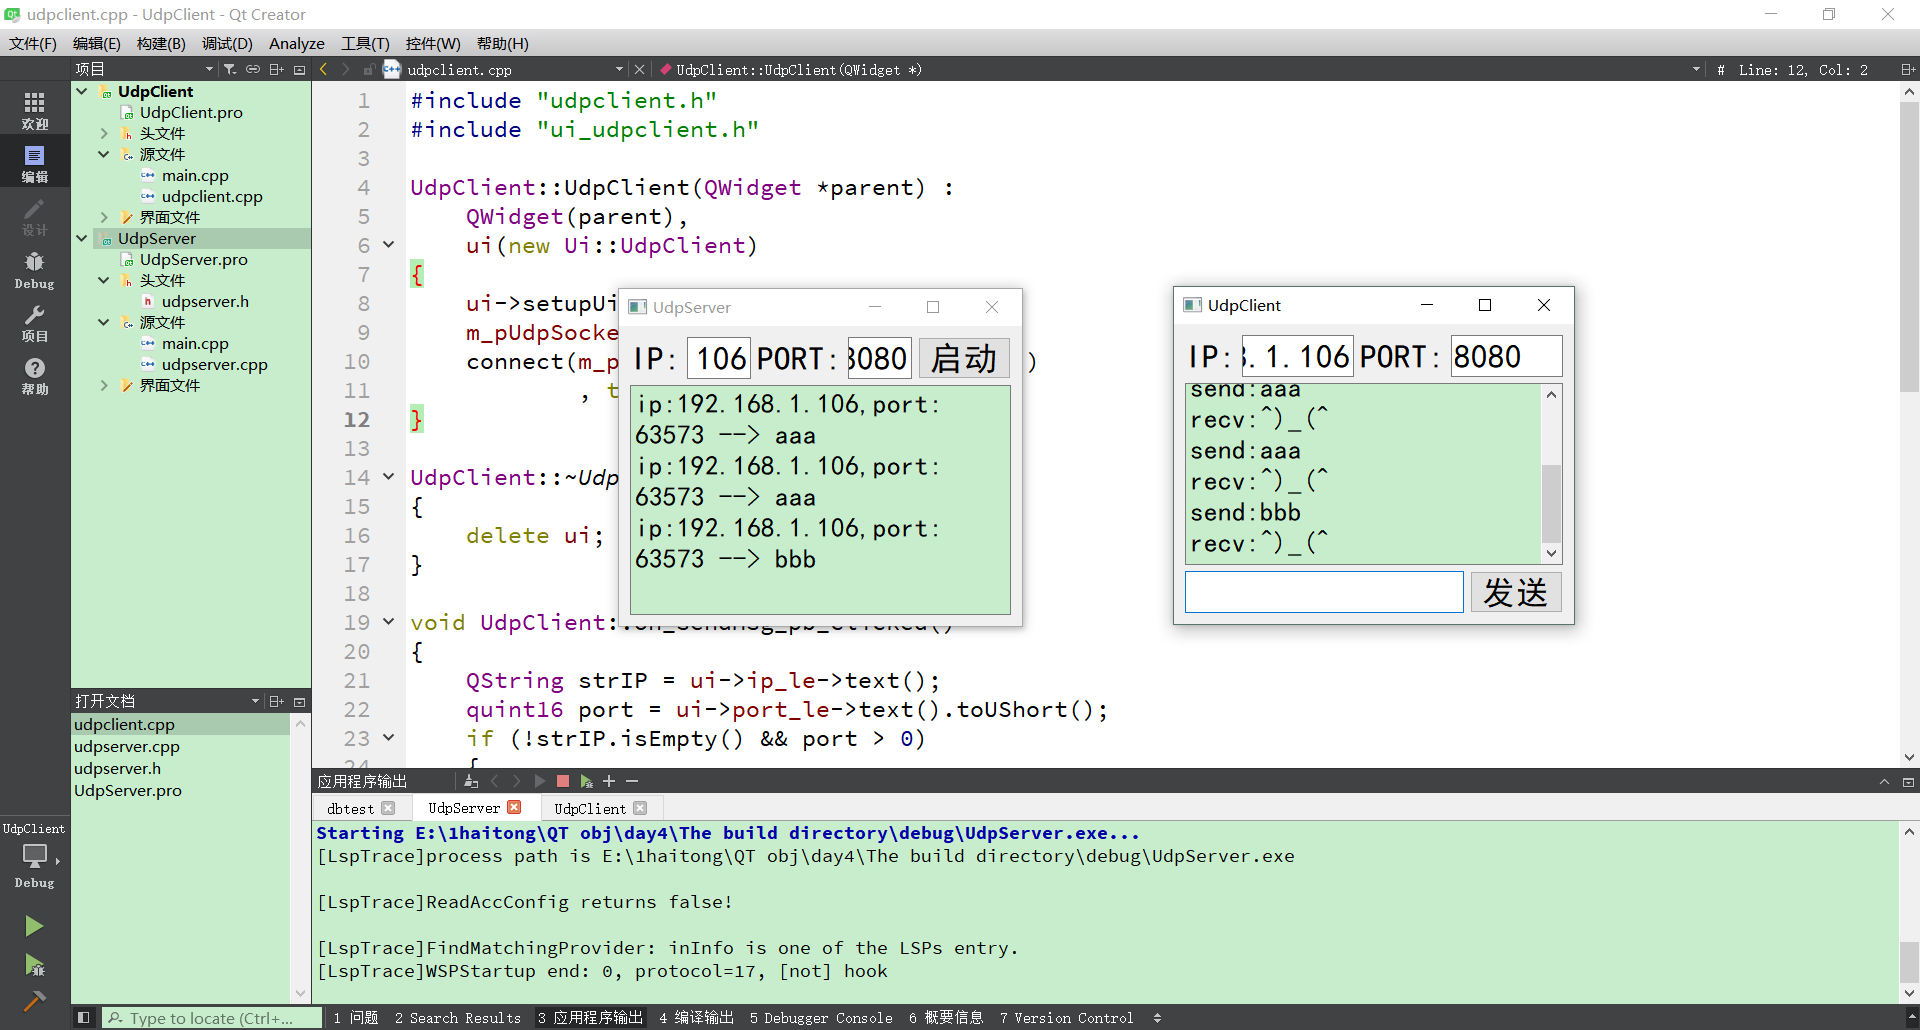 udpclient.cpp - UdpClient - Qt Creator
文件(F) 编辑(E) 构建(B) 调试(D) Analyze 工具(T) 控件(W) 帮助(H)
项目
udpclient.cpp
UdpClient::UdpClient(QWidget *)
# Line: 12, Col: 2
欢迎
编辑
设计
Debug
项目
帮助
UdpClient
UdpClient.pro
头文件
源文件
main.cpp
udpclient.cpp
界面文件
UdpServer
UdpServer.pro
头文件
udpserver.h
源文件
main.cpp
udpserver.cpp
界面文件
打开文档
udpclient.cpp
udpserver.cpp
udpserver.h
UdpServer.pro
UdpClient
Debug
1 #include "udpclient.h"
2 #include "ui_udpclient.h"
3
4 UdpClient::UdpClient(QWidget *parent) :
5 QWidget(parent),
6 ui(new Ui::UdpClient)
7 {
8 ui->setupUi
9 m_pUdpSocke
10 connect(m_p )
11 , t
12 }
13
14 UdpClient::~Udp
15 {
16 delete ui;
17 }
18
19 void UdpClient::on_sendmsg_pb_clicked()
20 {
21 QString strIP = ui->ip_le->text();
22 quint16 port = ui->port_le->text().toUShort();
23 if (!strIP.isEmpty() && port > 0)
24 {
UdpServer
IP: 106 PORT: 8080 启动
ip:192.168.1.106,port:
63573 --> aaa
ip:192.168.1.106,port:
63573 --> aaa
ip:192.168.1.106,port:
63573 --> bbb
UdpClient
IP: 3.1.106 PORT: 8080
send:aaa
recv:^)_(^
send:aaa
recv:^)_(^
send:bbb
recv:^)_(^
发送
应用程序输出
dbtest UdpServer UdpClient
Starting E:\1haitong\QT obj\day4\The build directory\debug\UdpServer.exe...
[LspTrace]process path is E:\1haitong\QT obj\day4\The build directory\debug\UdpServer.exe
[LspTrace]ReadAccConfig returns false!
[LspTrace]FindMatchingProvider: inInfo is one of the LSPs entry.
[LspTrace]WSPStartup end: 0, protocol=17, [not] hook
Type to locate (Ctrl+...
1 问题 2 Search Results 3 应用程序输出 4 编译输出 5 Debugger Console 6 概要信息 7 Version Control